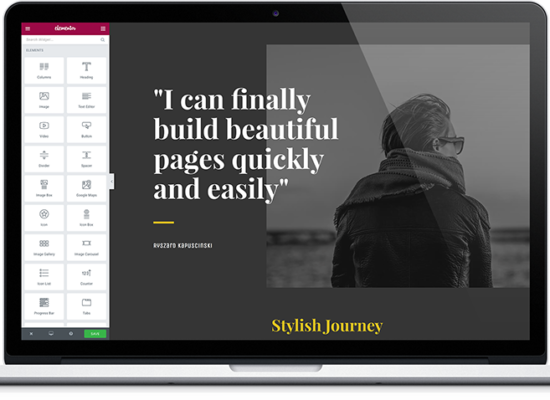 elementor
Search Widget...
ELEMENTS
Columns
Heading
Image
Text Editor
Video
Button
Divider
Spacer
Image Box
Google Maps
Icon
Icon Box
Image Gallery
Image Carousel
Icon List
Counter
Progress Bar
Tabs
SAVE
"I can finally
build beautiful
pages quickly
and easily"
Ryszard Kapuscinski
Stylish Journey